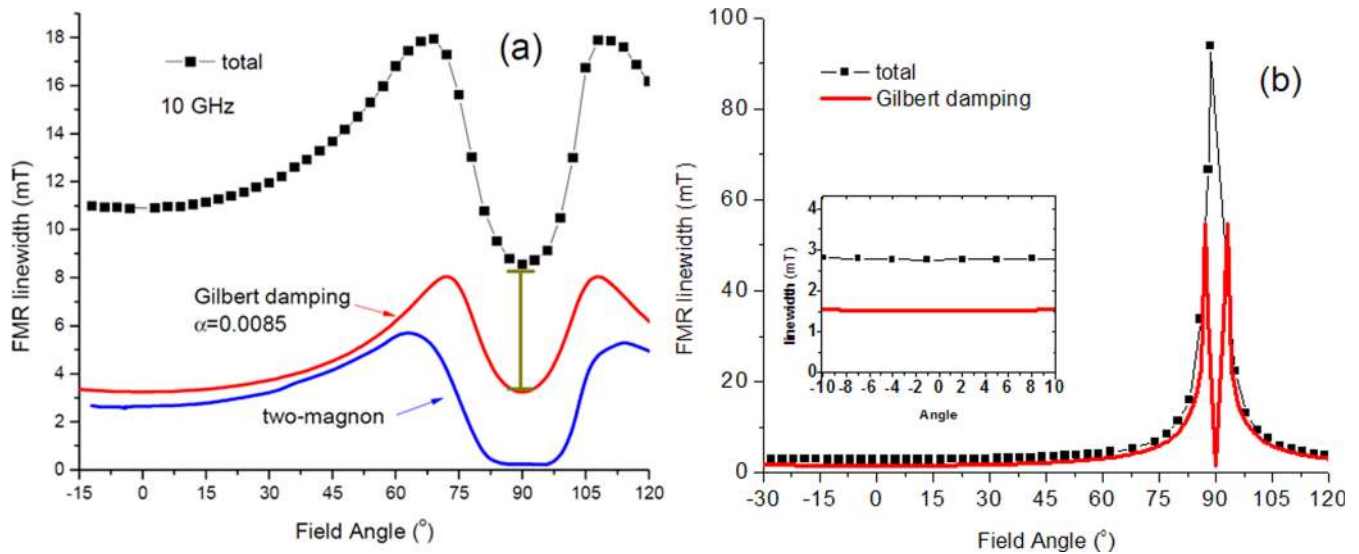 (a)
total
10 GHz
Gilbert damping
α=0.0085
two-magnon
FMR linewidth (mT)
18
16
14
12
10
8
6
4
2
0
-15 0 15 30 45 60 75 90 105 120
Field Angle (°)
(b)
total
Gilbert damping
FMR linewidth (mT)
100
80
60
40
20
0
-30 -15 0 15 30 45 60 75 90 105 120
Field Angle (°)
linewidth (mT)
4
3
2
1
0
-10 -8 -6 -4 -2 0 2 4 6 8 10
Angle